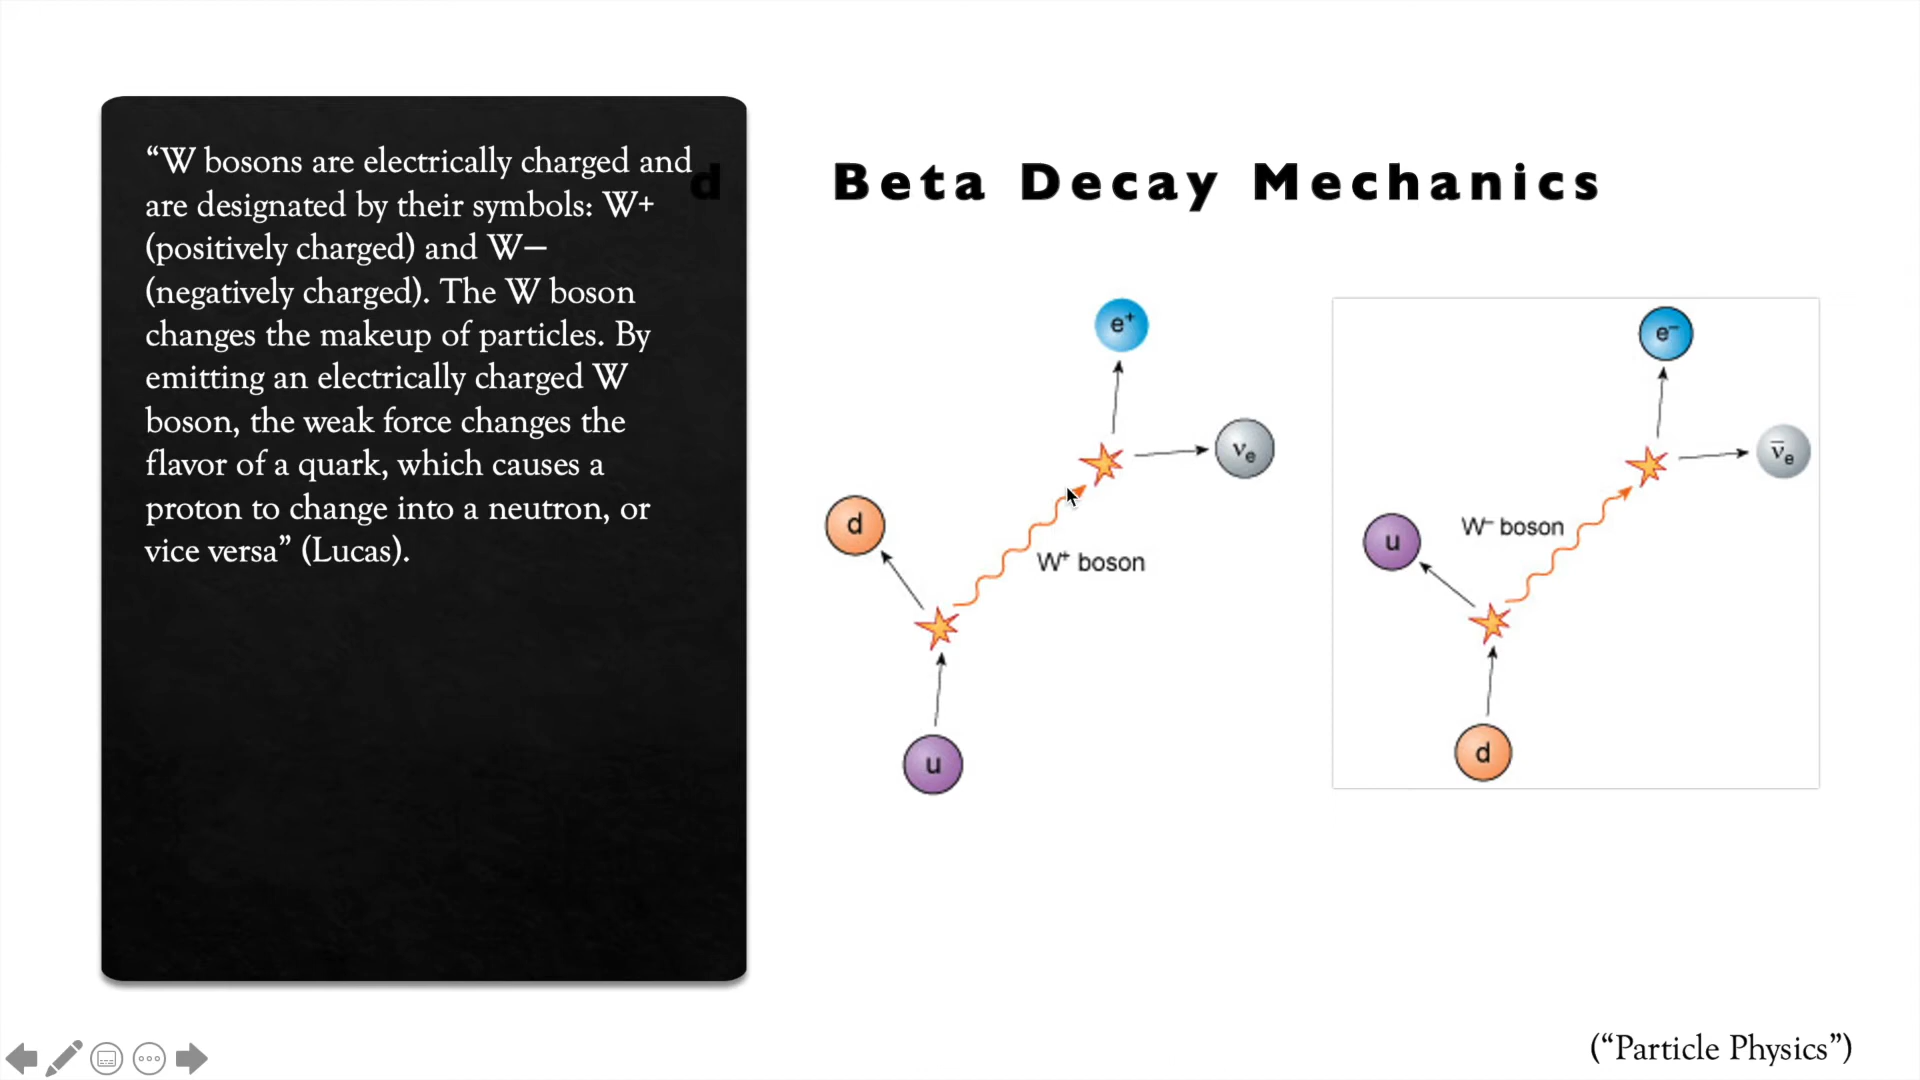 “W bosons are electrically charged and
are designated by their symbols: W+
(positively charged) and W–
(negatively charged). The W boson
changes the makeup of particles. By
emitting an electrically charged W
boson, the weak force changes the
flavor of a quark, which causes a
proton to change into a neutron, or
vice versa” (Lucas).
d Beta Decay Mechanics
e⁺
νₑ
d
W⁺ boson
u
e⁻
ν̅ₑ
W⁻ boson
u
d
(“Particle Physics”)